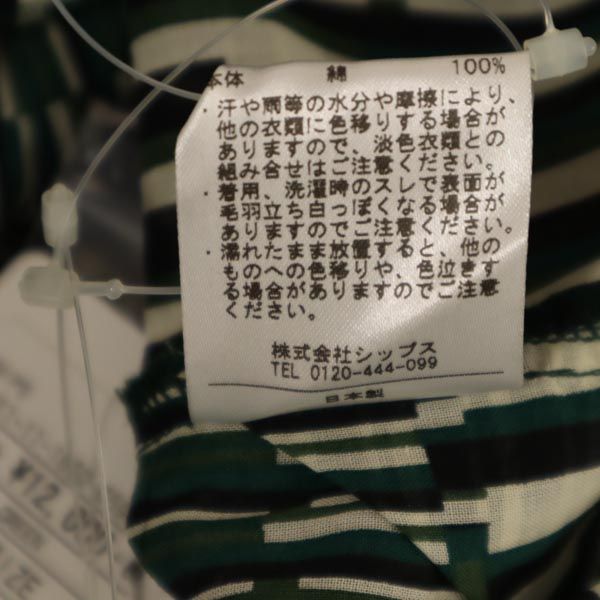 本体 綿 100%
・汗や雨等の水分や摩擦により、
他の衣類に色移りする場合が
ありますので、淡色衣類との
組み合せはご注意ください。
・着用、洗濯時のスレで表面が
毛羽立ち白っぽくなる場合が
ありますのでご注意ください。
・濡れたまま放置すると、他の
ものへの色移りや、色泣きす
る場合がありますのでご注意
ください。
株式会社シップス
TEL 0120-444-099
日本製